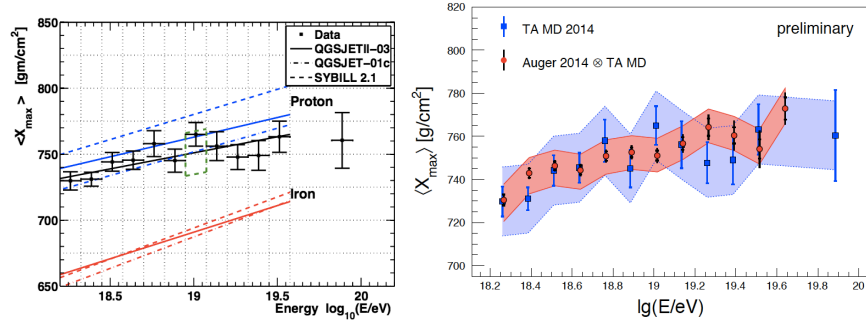 <X_max> [gm/cm²]
850
800
750
700
650
Data
QGSJETII-03
QGSJET-01c
SYBILL 2.1
Proton
Iron
18.5 19 19.5 20
Energy log₁₀(E/eV)
⟨X_max⟩ [g/cm²]
820
800
780
760
740
720
700
TA MD 2014
preliminary
Auger 2014 ⊗ TA MD
18.2 18.4 18.6 18.8 19 19.2 19.4 19.6 19.8 20
lg(E/eV)